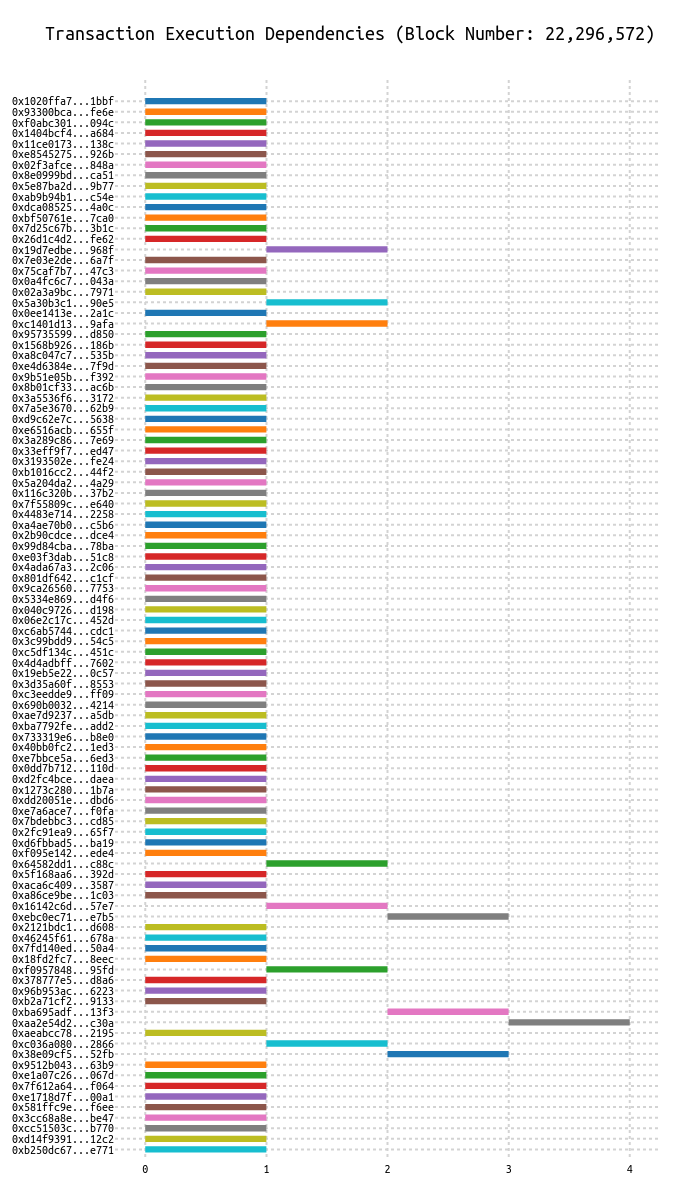 Transaction Execution Dependencies (Block Number: 22,296,572)
0x1020ffa7...1bbf
0x93300bca...fe6e
0xf0abc301...094c
0x1404bcf4...a684
0x11ce0173...138c
0xe8545275...926b
0x02f3afce...848a
0x8e0999bd...ca51
0x5e87ba2d...9b77
0xab9b94b1...c54e
0xdca08525...4a0c
0xbf50761e...7ca0
0x7d25c67b...3b1c
0x26d1c4d2...fe62
0x19d7edbe...968f
0x7e03e2de...6a7f
0x75caf7b7...47c3
0x0a4fc6c7...043a
0x02a3a9bc...7971
0x5a30b3c1...90e5
0x0ee1413e...2a1c
0xc1401d13...9afa
0x95735599...d850
0x1568b926...186b
0xa8c047c7...535b
0xe4d6384e...7f9d
0x9b51e05b...f392
0x8b01cf33...ac6b
0x3a5536f6...3172
0x7a5e3670...62b9
0xd9c62e7c...5638
0xe6516acb...655f
0x3a289c86...7e69
0x33eff9f7...ed47
0x3193502e...fe24
0xb1016cc2...44f2
0x5a204da2...4a29
0x116c320b...37b2
0x7f55809c...e640
0x4483e714...2258
0xa4ae70b0...c5b6
0x2b90cdce...dce4
0x99d84cba...78ba
0xe03f3dab...51c8
0x4ada67a3...2c06
0x801df642...c1cf
0x9ca26560...7753
0x5334e869...d4f6
0x040c9726...d198
0x06e2c17c...452d
0xc6ab5744...cdc1
0x3c99bdd9...54c5
0xc5df134c...451c
0x4d4adbff...7602
0x19eb5e22...0c57
0x3d35a60f...8553
0xc3eedde9...ff09
0x690b0032...4214
0xae7d9237...a5db
0xba7792fe...add2
0x733319e6...b8e0
0x40bb0fc2...1ed3
0xe7bbce5a...6ed3
0x0dd7b712...110d
0xd2fc4bce...daea
0x1273c280...1b7a
0xdd20051e...dbd6
0xe7a6ace7...f0fa
0x7bdebbc3...cd85
0x2fc91ea9...65f7
0xd6fbbad5...ba19
0xf095e142...ede4
0x64582dd1...c88c
0x5f168aa6...392d
0xaca6c409...3587
0xa86ce9be...1c03
0x16142c6d...57e7
0xebc0ec71...e7b5
0x2121bdc1...d608
0x46245f61...678a
0x7fd140ed...50a4
0x18fd2fc7...8eec
0xf0957848...95fd
0x378777e5...d8a6
0x96b953ac...6223
0xb2a71cf2...9133
0xba695adf...13f3
0xaa2e54d2...c30a
0xaeabcc78...2195
0xc036a080...2866
0x38e09cf5...52fb
0x9512b043...63b9
0xe1a07c26...067d
0x7f612a64...f064
0xe1718d7f...00a1
0x581ffc9e...f6ee
0x3cc68a8e...be47
0xcc51503c...b770
0xd14f9391...12c2
0xb250dc67...e771
0 1 2 3 4